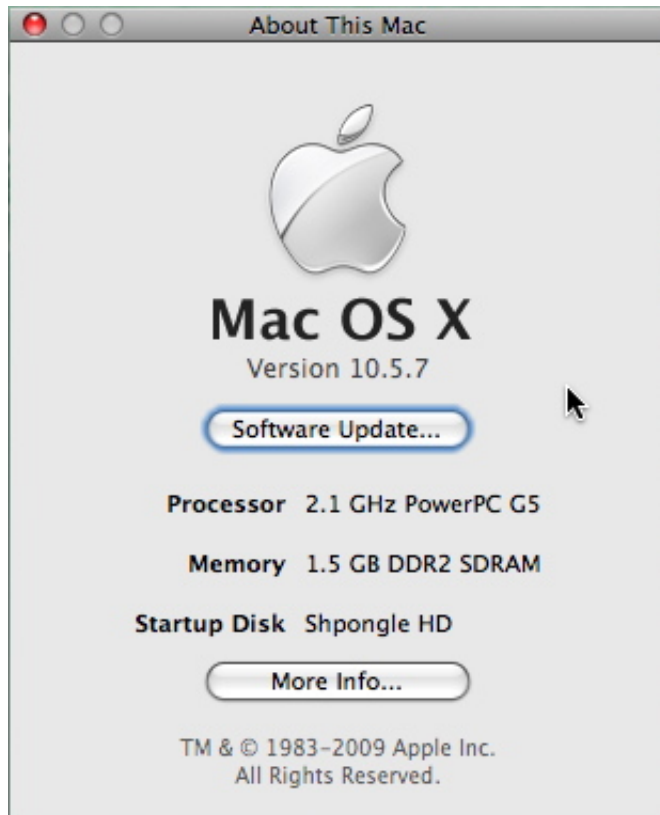 About This Mac
Mac OS X
Version 10.5.7
Software Update...
Processor 2.1 GHz PowerPC G5
Memory 1.5 GB DDR2 SDRAM
Startup Disk Shpongle HD
More Info...
TM & © 1983–2009 Apple Inc.
All Rights Reserved.